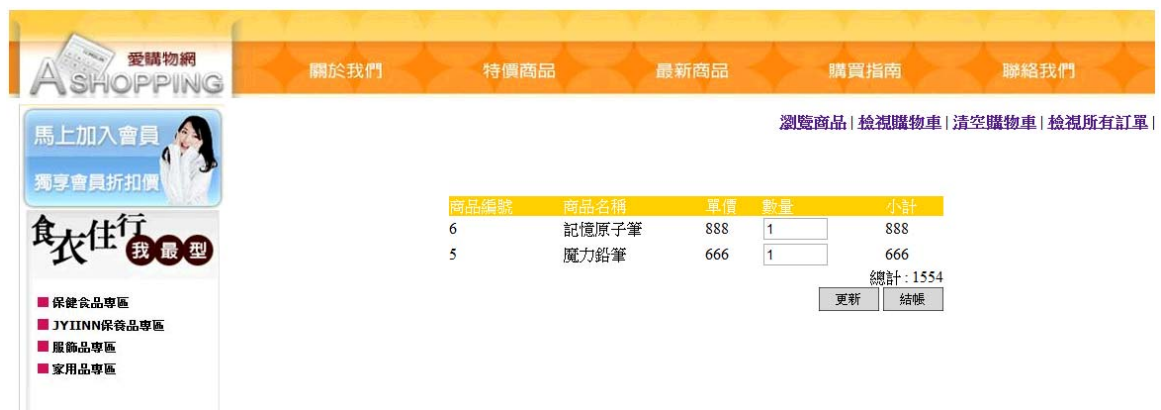 愛購物網
ASHOPPING
關於我們 特價商品 最新商品 購買指南 聯絡我們
馬上加入會員
獨享會員折扣價
瀏覽商品 | 檢視購物車 | 清空購物車 | 檢視所有訂單 |
食衣住行
我最型
商品編號 商品名稱 單價 數量 小計
6 記憶原子筆 888 1 888
5 魔力鉛筆 666 1 666
總計 : 1554
更新 結帳
保健食品專區
JYIINN保養品專區
服飾品專區
家用品專區